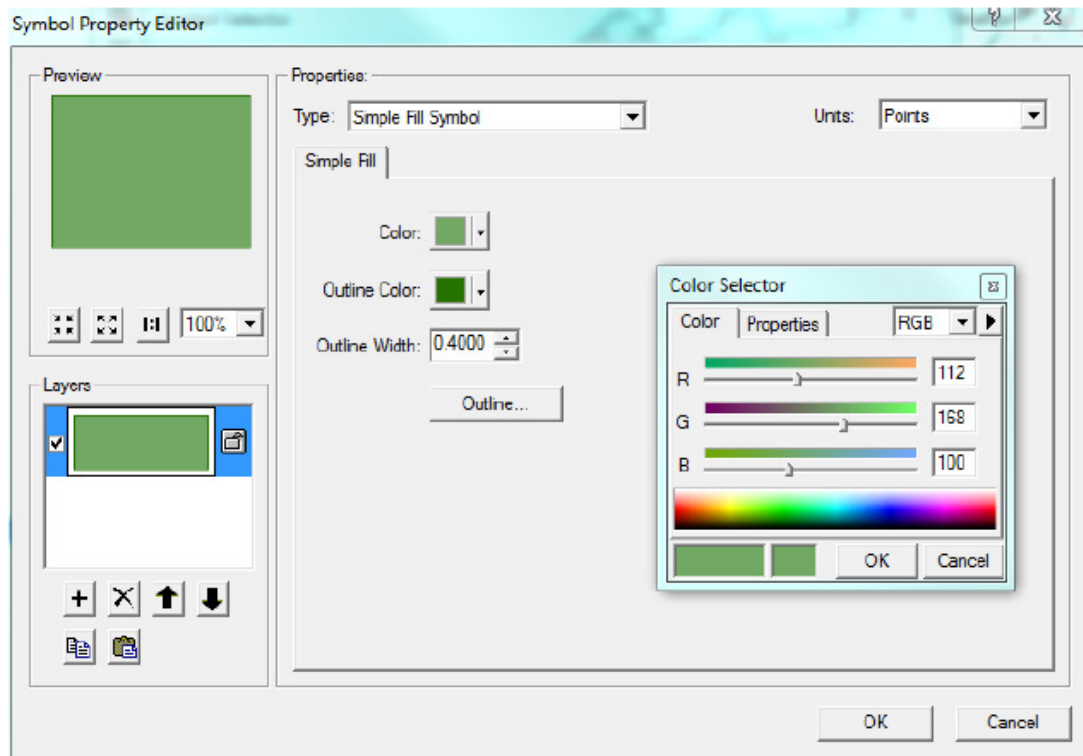 Symbol Property Editor
Preview
100%
Layers
Properties:
Type: Simple Fill Symbol
Units: Points
Simple Fill
Color:
Outline Color:
Outline Width: 0.4000
Outline...
Color Selector
Color Properties RGB
R 112
G 168
B 100
OK Cancel
OK Cancel